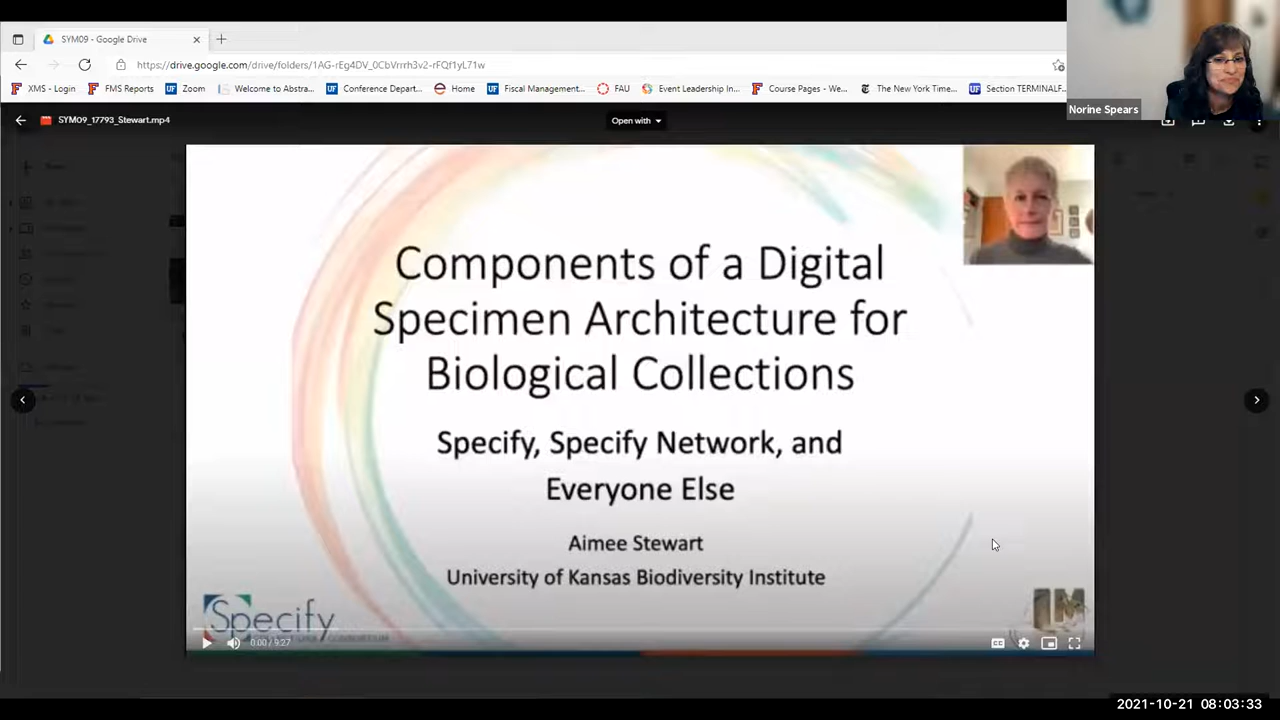 SYM09 - Google Drive
https://drive.google.com/drive/folders/1AG-rEg4DV_0CbVrrrh3v2-rFQf1yL71w
XMS - Login FMS Reports Zoom Welcome to Abstra... Conference Depart... Home Fiscal Management... FAU Event Leadership In... Course Pages - We... The New York Time... Section TERMINALF...
Norine Spears
SYM09_17793_Stewart.mp4
Open with
Components of a Digital
Specimen Architecture for
Biological Collections
Specify, Specify Network, and
Everyone Else
Aimee Stewart
University of Kansas Biodiversity Institute
Specify
CONSORTIUM
IM
0:00 / 9:27
CC
2021-10-21 08:03:33